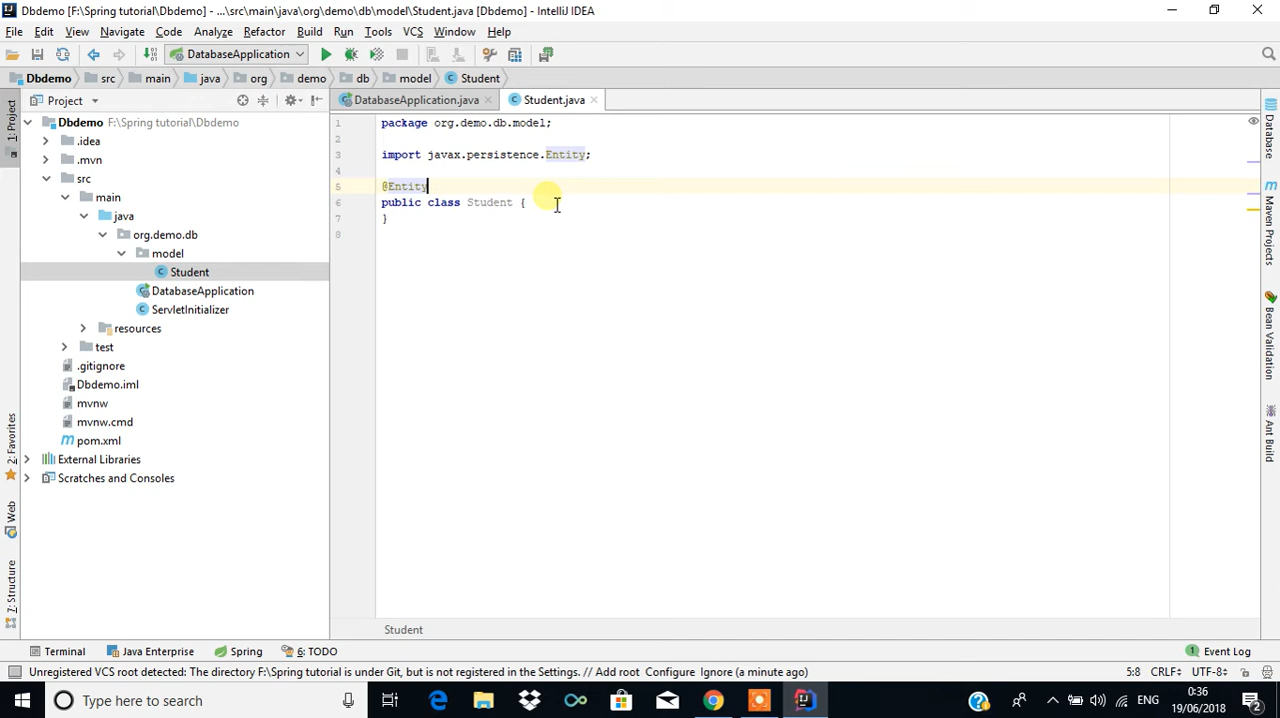 Dbdemo [F:\Spring tutorial\Dbdemo] - ...\src\main\java\org\demo\db\model\Student.java [Dbdemo] - IntelliJ IDEA
File Edit View Navigate Code Analyze Refactor Build Run Tools VCS Window Help
DatabaseApplication
Dbdemo src main java org demo db model Student
Project
DatabaseApplication.java
Student.java
1: Project
2: Favorites
Web
7: Structure
Dbdemo F:\Spring tutorial\Dbdemo
.idea
.mvn
src
main
java
org.demo.db
model
Student
DatabaseApplication
ServletInitializer
resources
test
.gitignore
Dbdemo.iml
mvnw
mvnw.cmd
pom.xml
External Libraries
Scratches and Consoles
1 package org.demo.db.model;
2
3 import javax.persistence.Entity;
4
5 @Entity
6 public class Student {
7 }
8
Database
Maven Projects
Bean Validation
Ant Build
Student
Terminal Java Enterprise Spring 6: TODO Event Log
Unregistered VCS root detected: The directory F:\Spring tutorial is under Git, but is not registered in the Settings. // Add root Configure Ignore (a minute ago) 5:8 CRLF UTF-8
Type here to search
ENG
0:36
19/06/2018
2